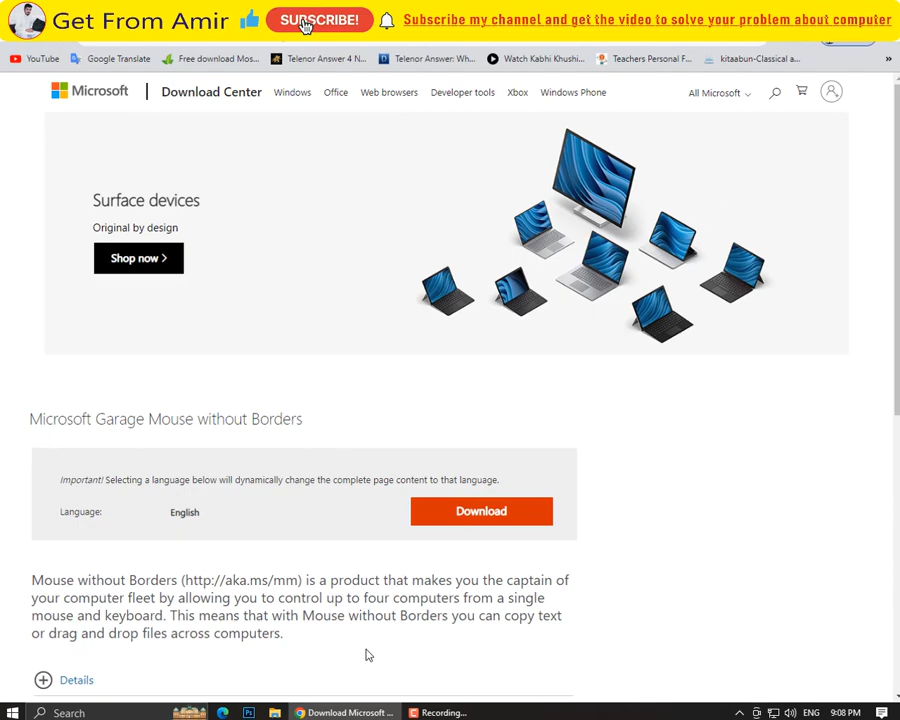 Get From Amir SUBSCRIBE! Subscribe my channel and get the video to solve your problem about computer
YouTube Google Translate Free download Mos... Telenor Answer 4 N... Telenor Answer: Wh... Watch Kabhi Khushi... Teachers Personal F... kitaabun-Classical a... »
Microsoft | Download Center Windows Office Web browsers Developer tools Xbox Windows Phone All Microsoft
Surface devices
Original by design
Shop now >
Microsoft Garage Mouse without Borders
Important! Selecting a language below will dynamically change the complete page content to that language.
Language: English Download
Mouse without Borders (http://aka.ms/mm) is a product that makes you the captain of
your computer fleet by allowing you to control up to four computers from a single
mouse and keyboard. This means that with Mouse without Borders you can copy text
or drag and drop files across computers.
Details
Search Ps Download Microsoft ... Recording... ENG 9:08 PM